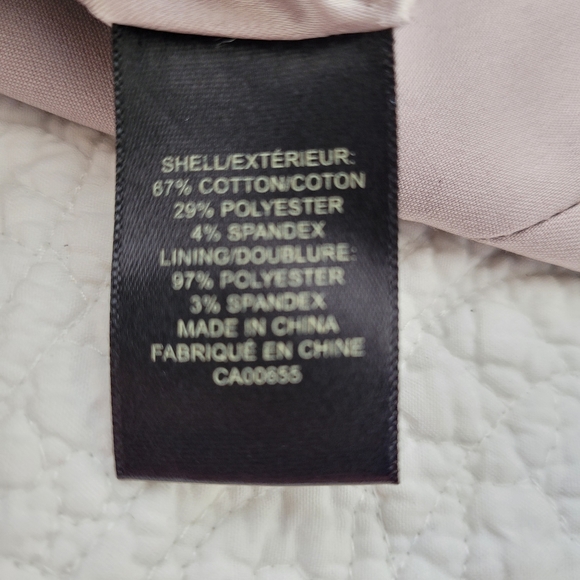 SHELL/EXTÉRIEUR:
67% COTTON/COTON
29% POLYESTER
4% SPANDEX
LINING/DOUBLURE:
97% POLYESTER
3% SPANDEX
MADE IN CHINA
FABRIQUÉ EN CHINE
CA00655